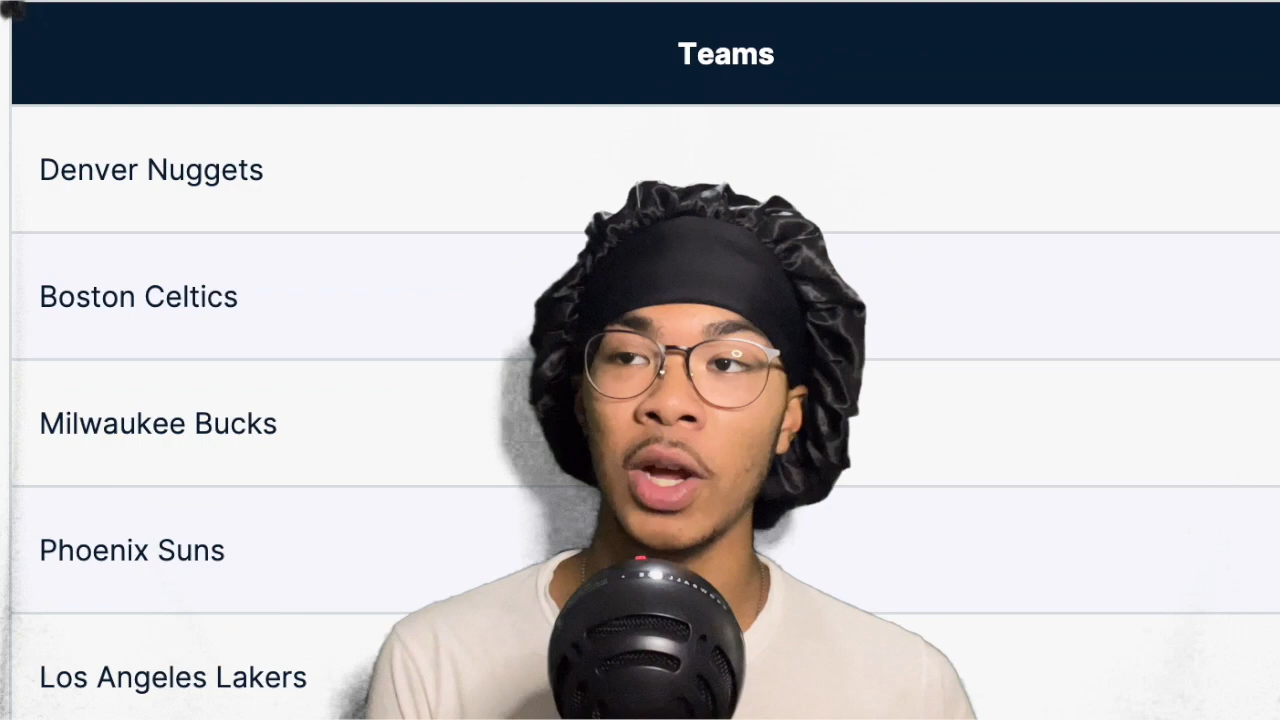 Teams
Denver Nuggets
Boston Celtics
Milwaukee Bucks
Phoenix Suns
Los Angeles Lakers